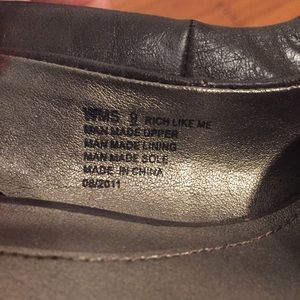 WMS 9 RICH LIKE ME
MAN MADE UPPER
MAN MADE LINING
MAN MADE SOLE
MADE IN CHINA
08/2011